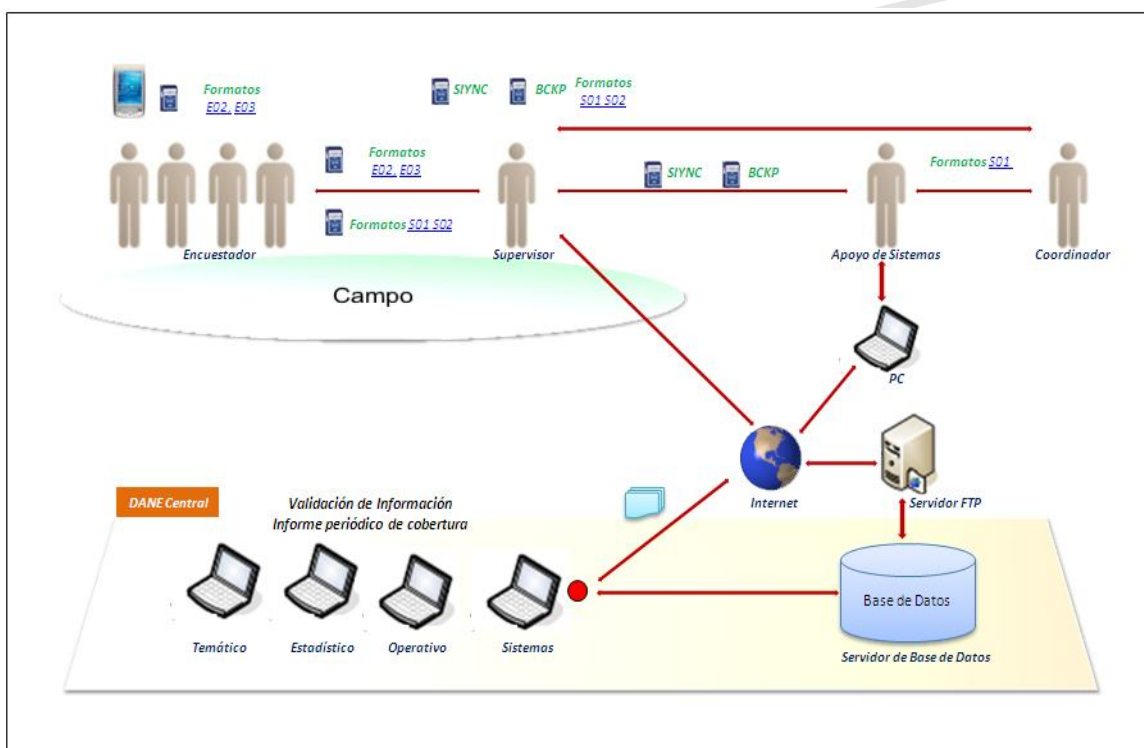 Formatos
E02, E03
SIYNC
BCKP
Formatos
S01 S02
Formatos
E02, E03
Formatos S01 S02
SIYNC
BCKP
Formatos S01
Encuestador
Supervisor
Apoyo de Sistemas
Coordinador
Campo
PC
Internet
Servidor FTP
DANE Central
Validación de Información
Informe periódico de cobertura
Base de Datos
Temático
Estadístico
Operativo
Sistemas
Servidor de Base de Datos